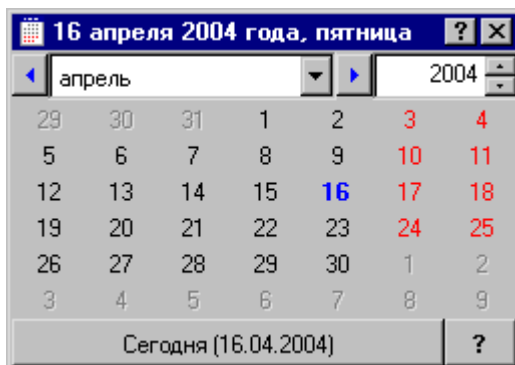 16 апреля 2004 года, пятница ?
апрель 2004
29 30 31 1 2 3 4
5 6 7 8 9 10 11
12 13 14 15 16 17 18
19 20 21 22 23 24 25
26 27 28 29 30 1 2
3 4 5 6 7 8 9
Сегодня (16.04.2004) ?